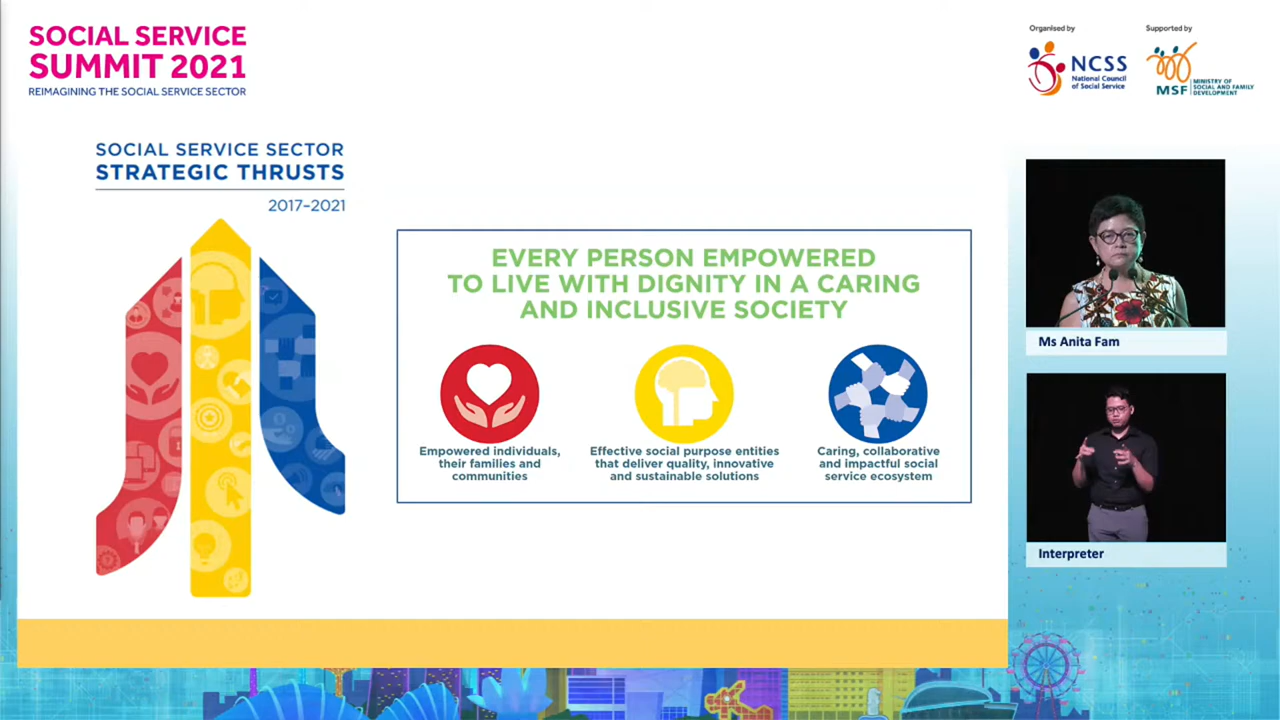 SOCIAL SERVICE
SUMMIT 2021
REIMAGINING THE SOCIAL SERVICE SECTOR
Organised by
NCSS
National Council
of Social Service
Supported by
MSF
MINISTRY OF
SOCIAL AND FAMILY
DEVELOPMENT
SOCIAL SERVICE SECTOR
STRATEGIC THRUSTS
2017–2021
EVERY PERSON EMPOWERED
TO LIVE WITH DIGNITY IN A CARING
AND INCLUSIVE SOCIETY
Empowered individuals,
their families and
communities
Effective social purpose entities
that deliver quality, innovative
and sustainable solutions
Caring, collaborative
and impactful social
service ecosystem
Ms Anita Fam
Interpreter